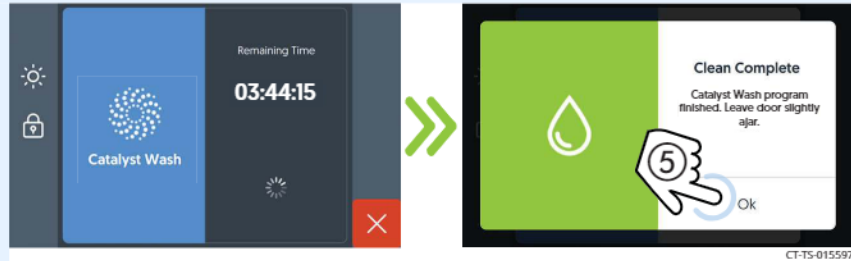 Remaining Time
03:44:15
Catalyst Wash
Clean Complete
Catalyst Wash program
finished. Leave door slightly
ajar.
5
Ok
CT-TS-015597